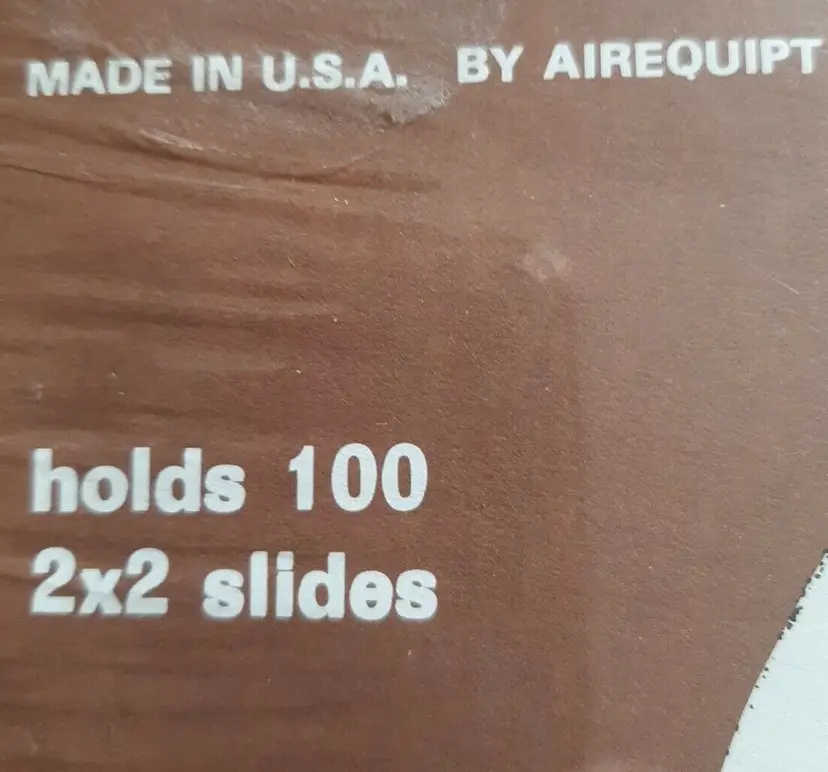 MADE IN U.S.A. BY AIREQUIPT
holds 100
2x2 slides